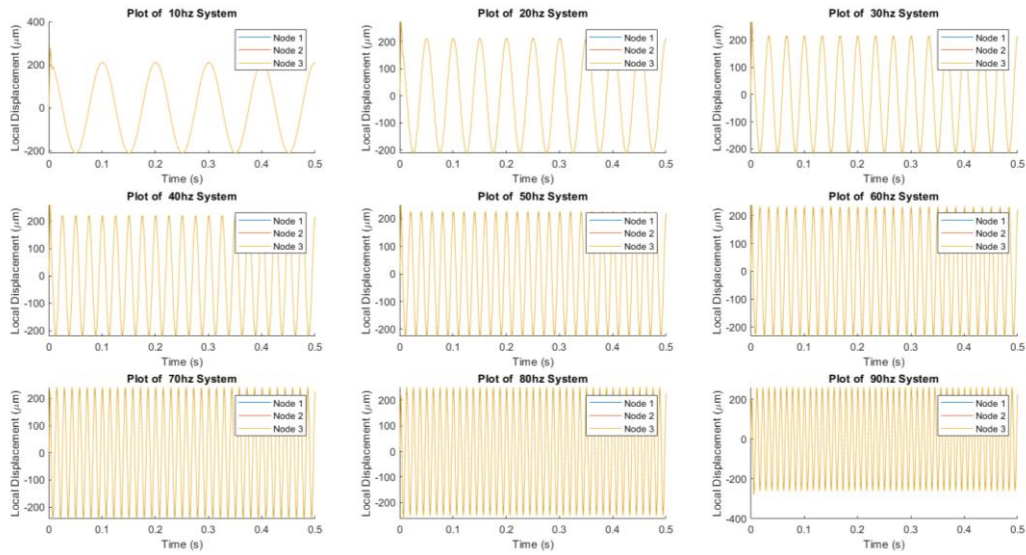 Plot of 10hz System
Local Displacement (μm)
400
200
0
-200
0
0.1
0.2
0.3
0.4
0.5
Time (s)
Node 1
Node 2
Node 3
Plot of 20hz System
Local Displacement (μm)
200
100
0
-100
-200
0
0.1
0.2
0.3
0.4
0.5
Time (s)
Node 1
Node 2
Node 3
Plot of 30hz System
Local Displacement (μm)
200
100
0
-100
-200
0
0.1
0.2
0.3
0.4
0.5
Time (s)
Node 1
Node 2
Node 3
Plot of 40hz System
Local Displacement (μm)
200
100
0
-100
-200
0
0.1
0.2
0.3
0.4
0.5
Time (s)
Node 1
Node 2
Node 3
Plot of 50hz System
Local Displacement (μm)
200
100
0
-100
-200
0
0.1
0.2
0.3
0.4
0.5
Time (s)
Node 1
Node 2
Node 3
Plot of 60hz System
Local Displacement (μm)
200
100
0
-100
-200
0
0.1
0.2
0.3
0.4
0.5
Time (s)
Node 1
Node 2
Node 3
Plot of 70hz System
Local Displacement (μm)
200
100
0
-100
-200
0
0.1
0.2
0.3
0.4
0.5
Time (s)
Node 1
Node 2
Node 3
Plot of 80hz System
Local Displacement (μm)
200
100
0
-100
-200
0
0.1
0.2
0.3
0.4
0.5
Time (s)
Node 1
Node 2
Node 3
Plot of 90hz System
Local Displacement (μm)
200
0
-200
-400
0
0.1
0.2
0.3
0.4
0.5
Time (s)
Node 1
Node 2
Node 3